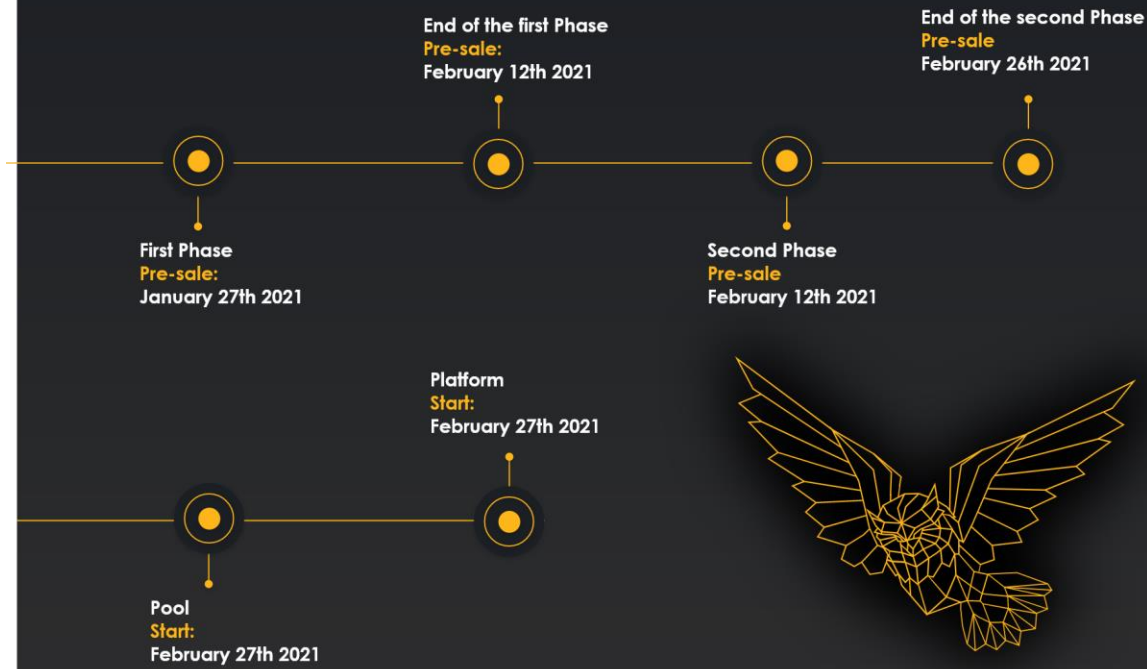 First Phase
Pre-sale:
January 27th 2021
End of the first Phase
Pre-sale:
February 12th 2021
Second Phase
Pre-sale
February 12th 2021
End of the second Phase
Pre-sale
February 26th 2021
Pool
Start:
February 27th 2021
Platform
Start:
February 27th 2021